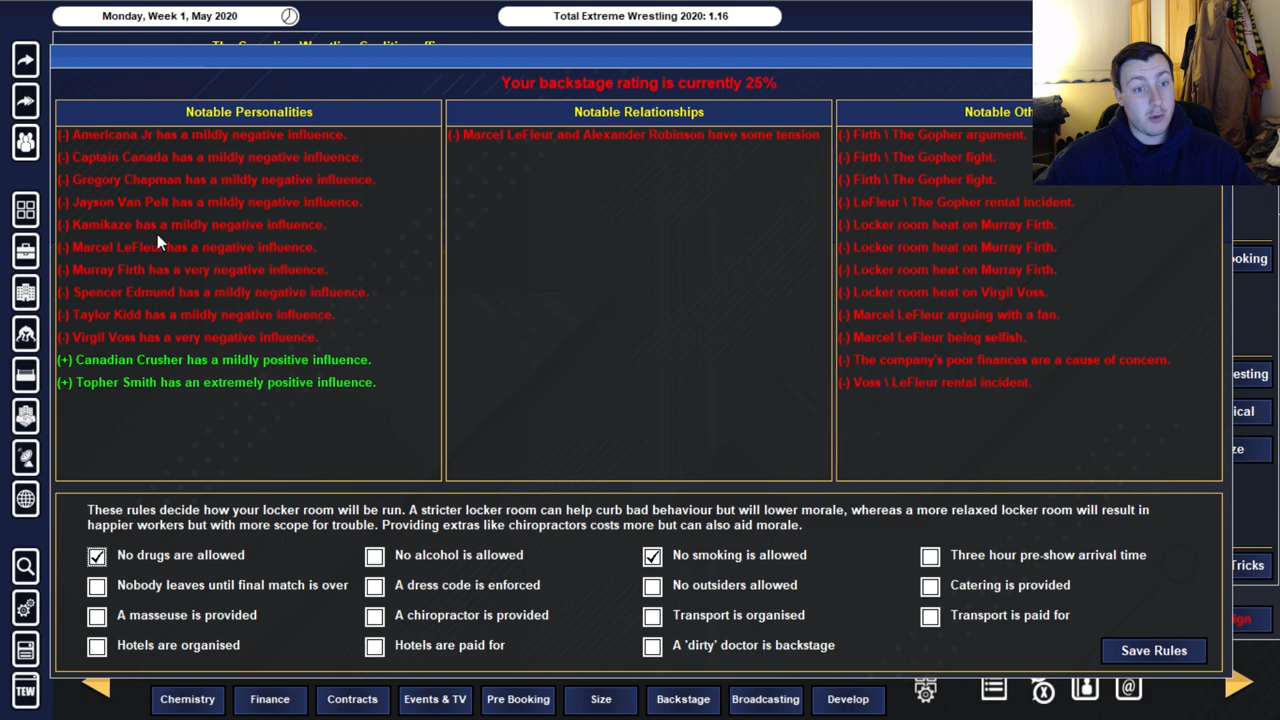 Monday, Week 1, May 2020
Total Extreme Wrestling 2020: 1.16
Your backstage rating is currently 25%
Notable Personalities
(-) Americana Jr has a mildly negative influence.
(-) Captain Canada has a mildly negative influence.
(-) Gregory Chapman has a mildly negative influence.
(-) Jayson Van Pelt has a mildly negative influence.
(-) Kamikaze has a mildly negative influence.
(-) Marcel LeFleur has a negative influence.
(-) Murray Firth has a very negative influence.
(-) Spencer Edmund has a mildly negative influence.
(-) Taylor Kidd has a mildly negative influence.
(-) Virgil Voss has a very negative influence.
(+) Canadian Crusher has a mildly positive influence.
(+) Topher Smith has an extremely positive influence.
Notable Relationships
(-) Marcel LeFleur and Alexander Robinson have some tension
Notable Oth
(-) Firth \ The Gopher argument.
(-) Firth \ The Gopher fight.
(-) Firth \ The Gopher fight.
(-) LeFleur \ The Gopher rental incident.
(-) Locker room heat on Murray Firth.
(-) Locker room heat on Murray Firth.
(-) Locker room heat on Murray Firth.
(-) Locker room heat on Virgil Voss.
(-) Marcel LeFleur arguing with a fan.
(-) Marcel LeFleur being selfish.
(-) The company's poor finances are a cause of concern.
(-) Voss \ LeFleur rental incident.
ooking
esting
ical
ze
Tricks
ign
These rules decide how your locker room will be run. A stricter locker room can help curb bad behaviour but will lower morale, whereas a more relaxed locker room will result in
happier workers but with more scope for trouble. Providing extras like chiropractors costs more but can also aid morale.
No drugs are allowed
No alcohol is allowed
No smoking is allowed
Three hour pre-show arrival time
Nobody leaves until final match is over
A dress code is enforced
No outsiders allowed
Catering is provided
A masseuse is provided
A chiropractor is provided
Transport is organised
Transport is paid for
Hotels are organised
Hotels are paid for
A 'dirty' doctor is backstage
Save Rules
TEW
Chemistry
Finance
Contracts
Events & TV
Pre Booking
Size
Backstage
Broadcasting
Develop